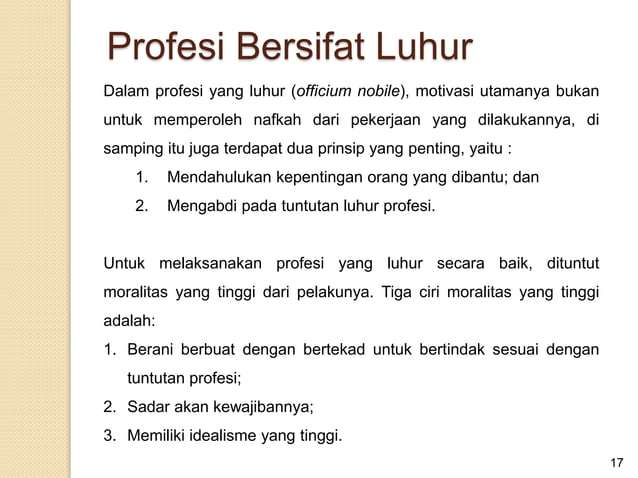 Profesi Bersifat Luhur
Dalam profesi yang luhur (officium nobile), motivasi utamanya bukan
untuk memperoleh nafkah dari pekerjaan yang dilakukannya, di
samping itu juga terdapat dua prinsip yang penting, yaitu :
1. Mendahulukan kepentingan orang yang dibantu; dan
2. Mengabdi pada tuntutan luhur profesi.
Untuk melaksanakan profesi yang luhur secara baik, dituntut
moralitas yang tinggi dari pelakunya. Tiga ciri moralitas yang tinggi
adalah:
1. Berani berbuat dengan bertekad untuk bertindak sesuai dengan
tuntutan profesi;
2. Sadar akan kewajibannya;
3. Memiliki idealisme yang tinggi.
17